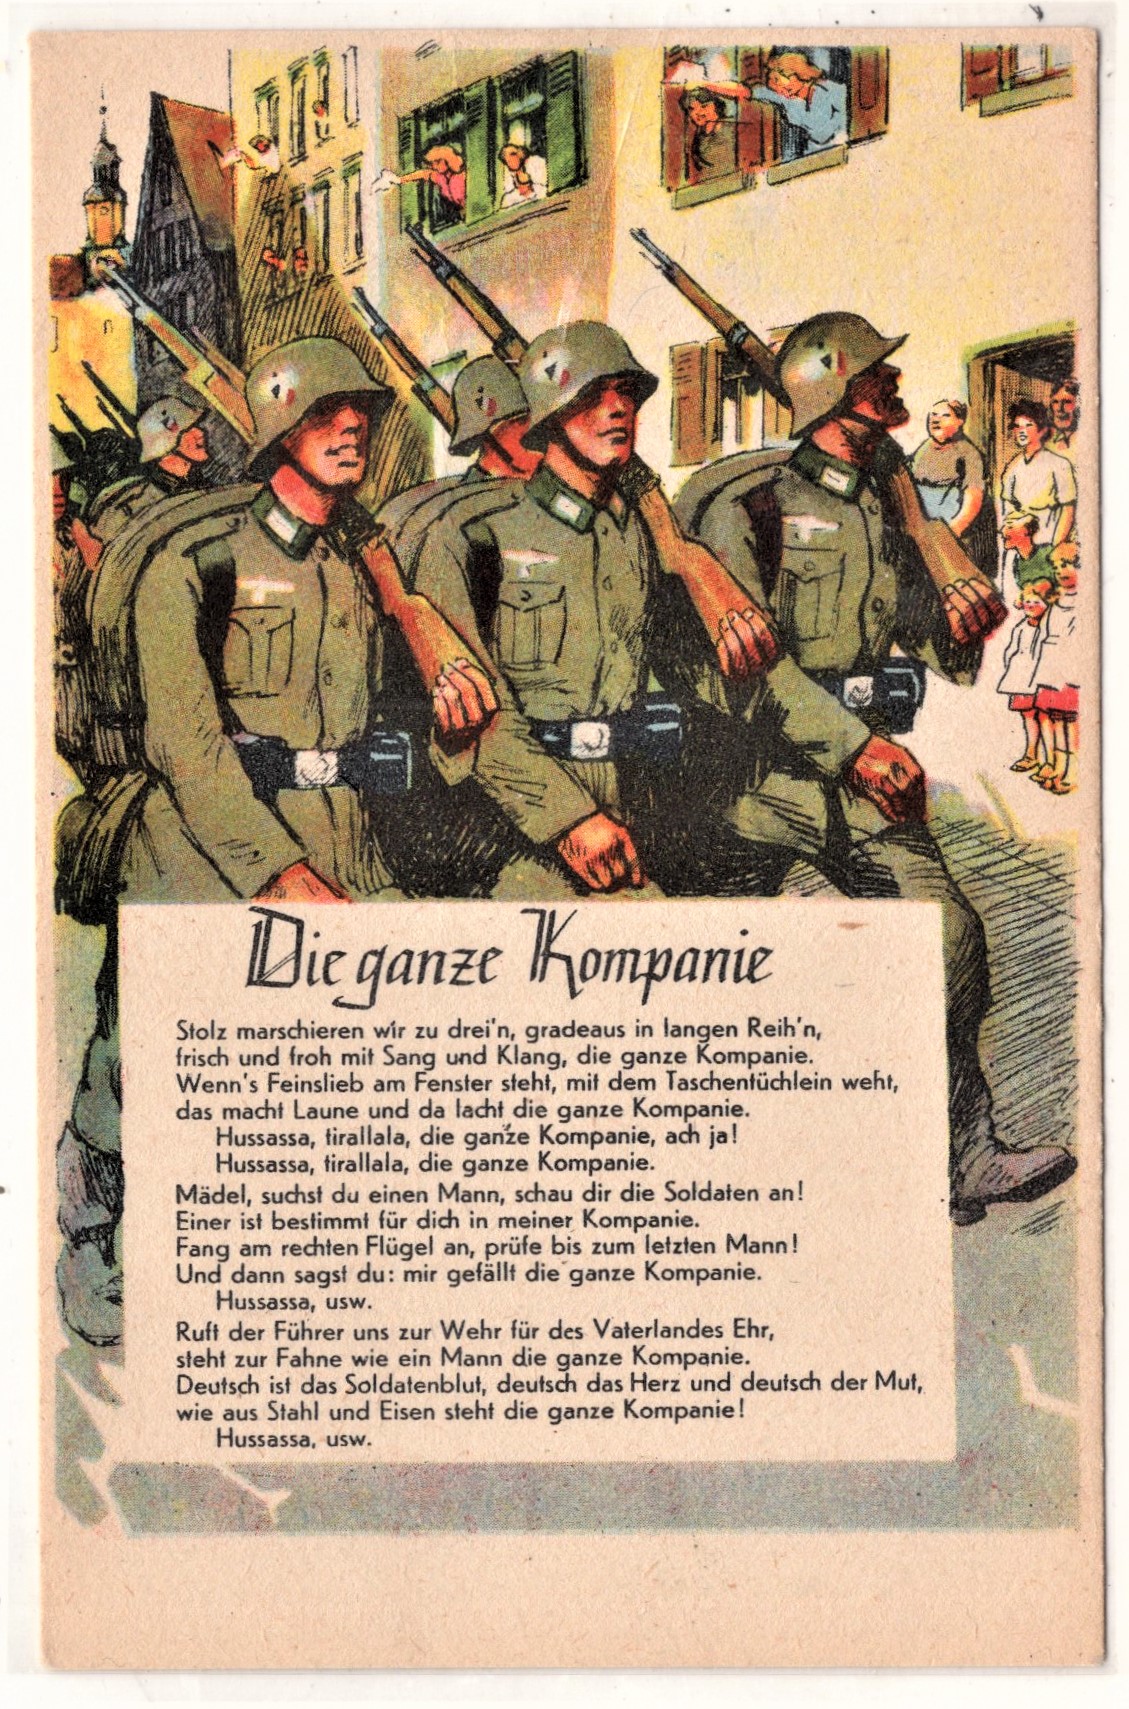 Die ganze Kompanie
Stolz marschieren wir zu drei'n, gradeaus in langen Reih'n,
frisch und froh mit Sang und Klang, die ganze Kompanie.
Wenn's Feinslieb am Fenster steht, mit dem Taschentüchlein weht,
das macht Laune und da lacht die ganze Kompanie.
Hussassa, tirallala, die ganze Kompanie, ach ja!
Hussassa, tirallala, die ganze Kompanie.
Mädel, suchst du einen Mann, schau dir die Soldaten an!
Einer ist bestimmt für dich in meiner Kompanie.
Fang am rechten Flügel an, prüfe bis zum letzten Mann!
Und dann sagst du: mir gefällt die ganze Kompanie.
Hussassa, usw.
Ruft der Führer uns zur Wehr für des Vaterlandes Ehr,
steht zur Fahne wie ein Mann die ganze Kompanie.
Deutsch ist das Soldatenblut, deutsch das Herz und deutsch der Mut,
wie aus Stahl und Eisen steht die ganze Kompanie!
Hussassa, usw.